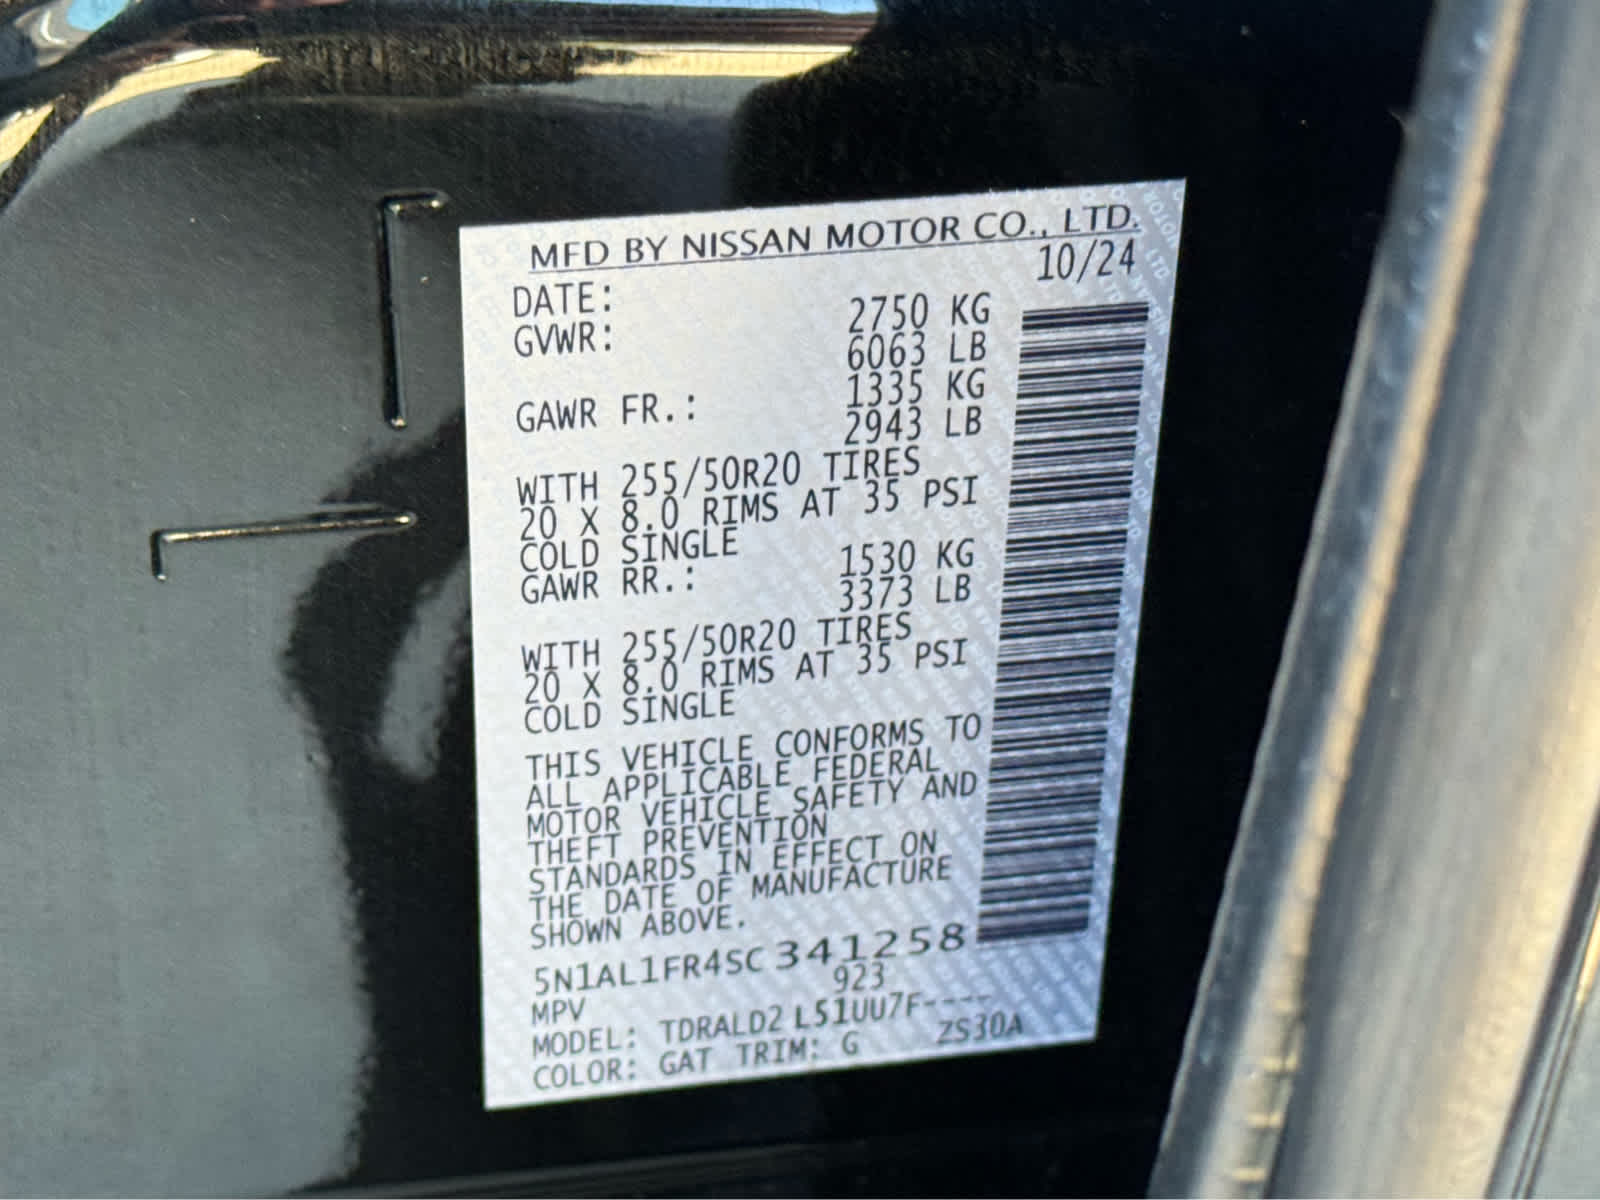 MFD BY NISSAN MOTOR CO., LTD.
DATE: 10/24
GVWR: 2750 KG
6063 LB
GAWR FR.: 1335 KG
2943 LB
WITH 255/50R20 TIRES
20 X 8.0 RIMS AT 35 PSI
COLD SINGLE
GAWR RR.: 1530 KG
3373 LB
WITH 255/50R20 TIRES
20 X 8.0 RIMS AT 35 PSI
COLD SINGLE
THIS VEHICLE CONFORMS TO
ALL APPLICABLE FEDERAL
MOTOR VEHICLE SAFETY AND
THEFT PREVENTION
STANDARDS IN EFFECT ON
THE DATE OF MANUFACTURE
SHOWN ABOVE.
5N1AL1FR4SC341258
MPV 923
MODEL: TDRALD2 L51UU7F----
COLOR: GAT TRIM: G ZS30A